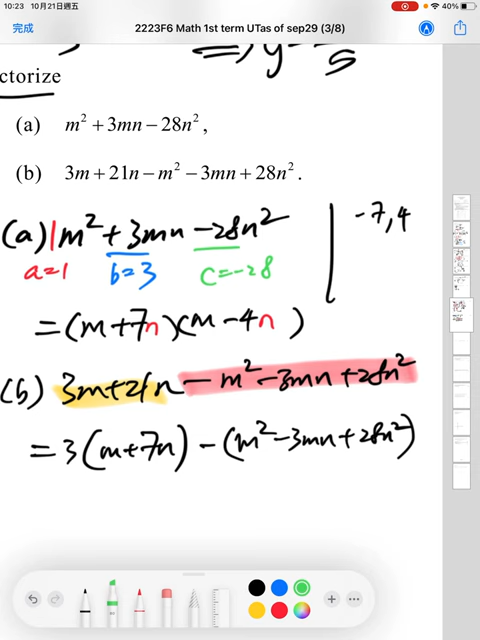 10:23 10月21日週五
40%
完成
2223F6 Math 1st term UTas of sep29 (3/8)
ctorize
(a) m² + 3mn − 28n²,
(b) 3m + 21n − m² − 3mn + 28n².
(a) 1m² + 3mn − 28n²
−7, 4
a=1 b=3 c=−28
= (m + 7n)(m − 4n)
(b) 3m + 21n − m² − 3mn + 28n²
= 3(m + 7n) − (m² − 3mn + 28n²)